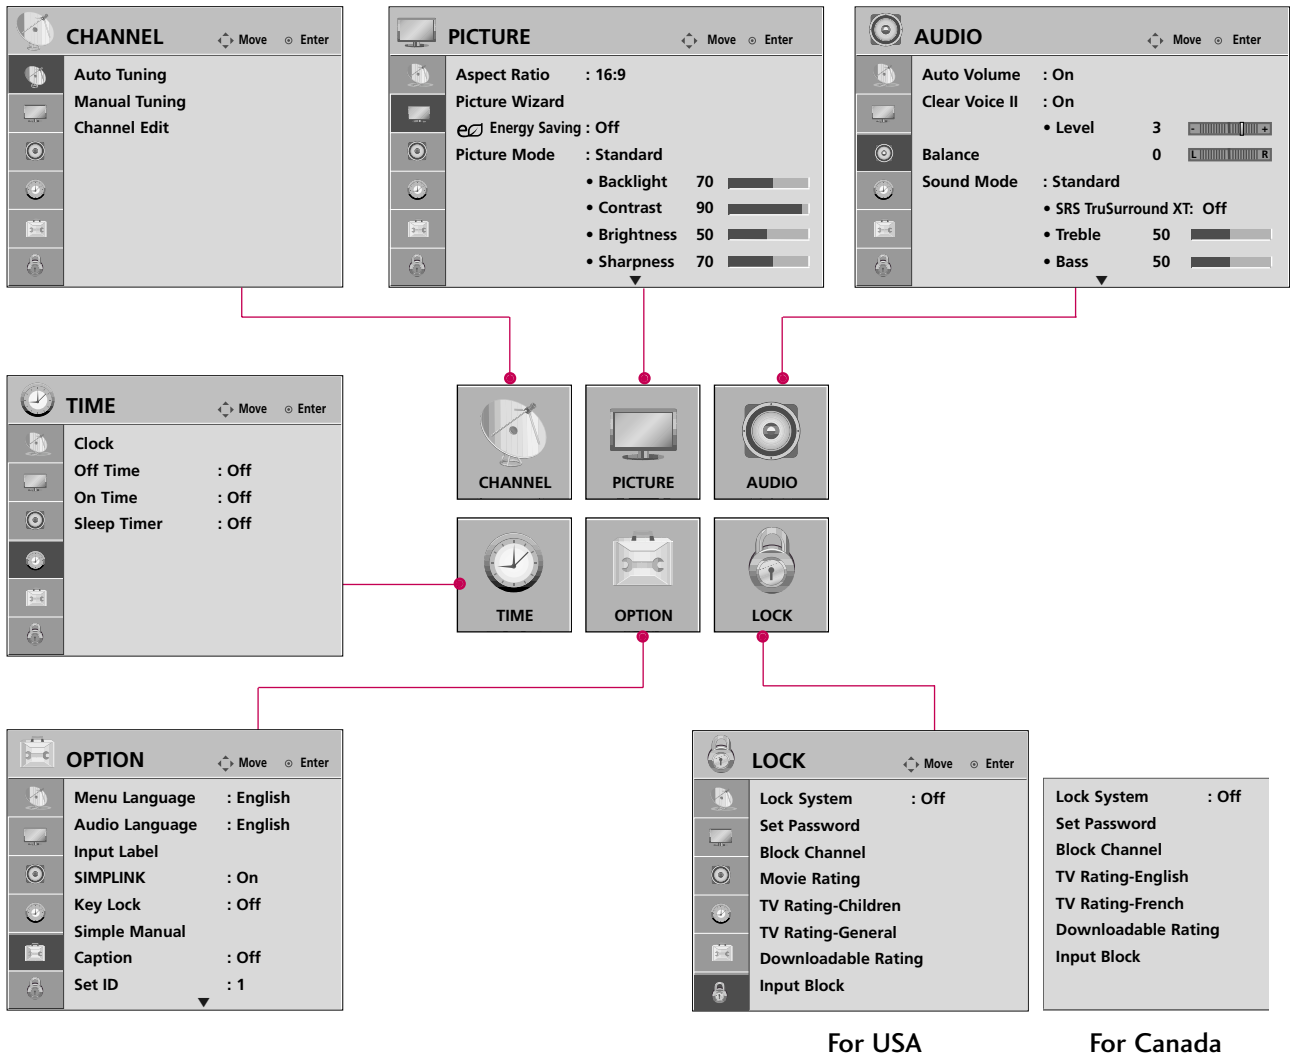 CHANNEL Move Enter
Auto Tuning
Manual Tuning
Channel Edit
PICTURE Move Enter
Aspect Ratio : 16:9
Picture Wizard
Energy Saving : Off
Picture Mode : Standard
• Backlight 70
• Contrast 90
• Brightness 50
• Sharpness 70
AUDIO Move Enter
Auto Volume : On
Clear Voice II : On
• Level 3 - +
Balance 0 L R
Sound Mode : Standard
• SRS TruSurround XT: Off
• Treble 50
• Bass 50
TIME Move Enter
Clock
Off Time : Off
On Time : Off
Sleep Timer : Off
CHANNEL PICTURE AUDIO
TIME OPTION LOCK
OPTION Move Enter
Menu Language : English
Audio Language : English
Input Label
SIMPLINK : On
Key Lock : Off
Simple Manual
Caption : Off
Set ID : 1
LOCK Move Enter
Lock System : Off
Set Password
Block Channel
Movie Rating
TV Rating-Children
TV Rating-General
Downloadable Rating
Input Block
For USA
Lock System : Off
Set Password
Block Channel
TV Rating-English
TV Rating-French
Downloadable Rating
Input Block
For Canada